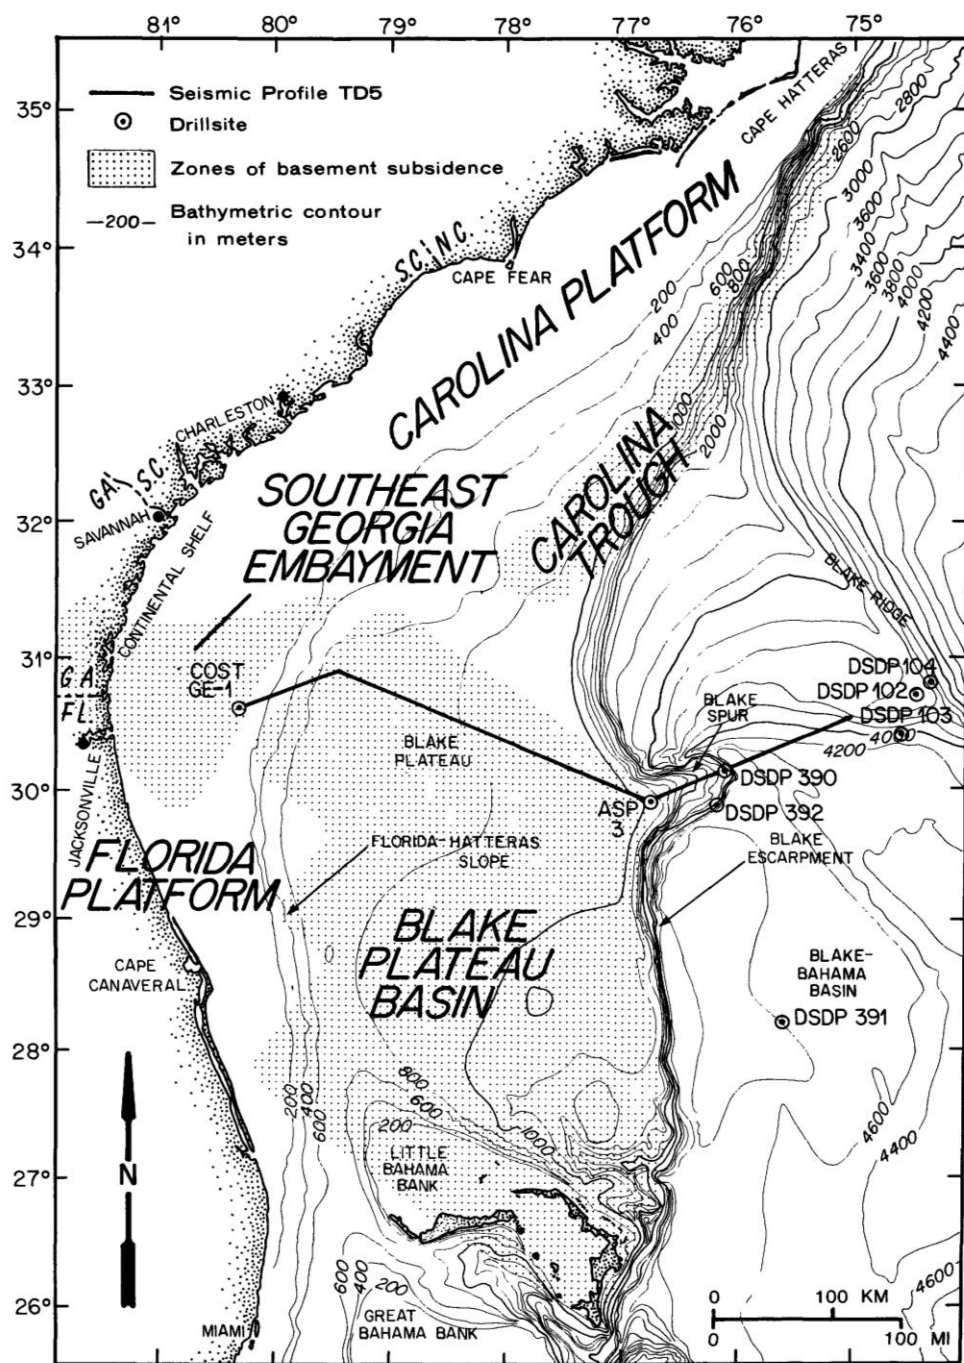 81° 80° 79° 78° 77° 76° 75°
Seismic Profile TD5
Drillsite
Zones of basement subsidence
—200— Bathymetric contour
in meters
35°
34°
33°
32°
31°
30°
29°
28°
27°
26°
CAPE HATTERAS
2800
2600
3000
3600
3400
3600
3800
4000
4200
4400
S.C. N.C.
CAPE FEAR
CAROLINA PLATFORM
200
400
600
800
CHARLESTON
CAROLINA
TROUGH
2000
GA. S.C.
SAVANNAH
SOUTHEAST
GEORGIA
EMBAYMENT
CONTINENTAL SHELF
BLAKE RIDGE
GA.
FL.
COST
GE-1
DSDP 104
DSDP 102
DSDP 103
4000
4200
BLAKE
SPUR
BLAKE
PLATEAU
DSDP 390
ASP
3
DSDP 392
JACKSONVILLE
FLORIDA-HATTERAS
SLOPE
BLAKE
ESCARPMENT
FLORIDA
PLATFORM
BLAKE
PLATEAU
BASIN
CAPE
CANAVERAL
BLAKE-
BAHAMA
BASIN
DSDP 391
200
400
600
800
600
200
1000
4600
4400
LITTLE
BAHAMA
BANK
N
600
400
200
GREAT
BAHAMA BANK
MIAMI
4600
0 100 KM
0 100 MI